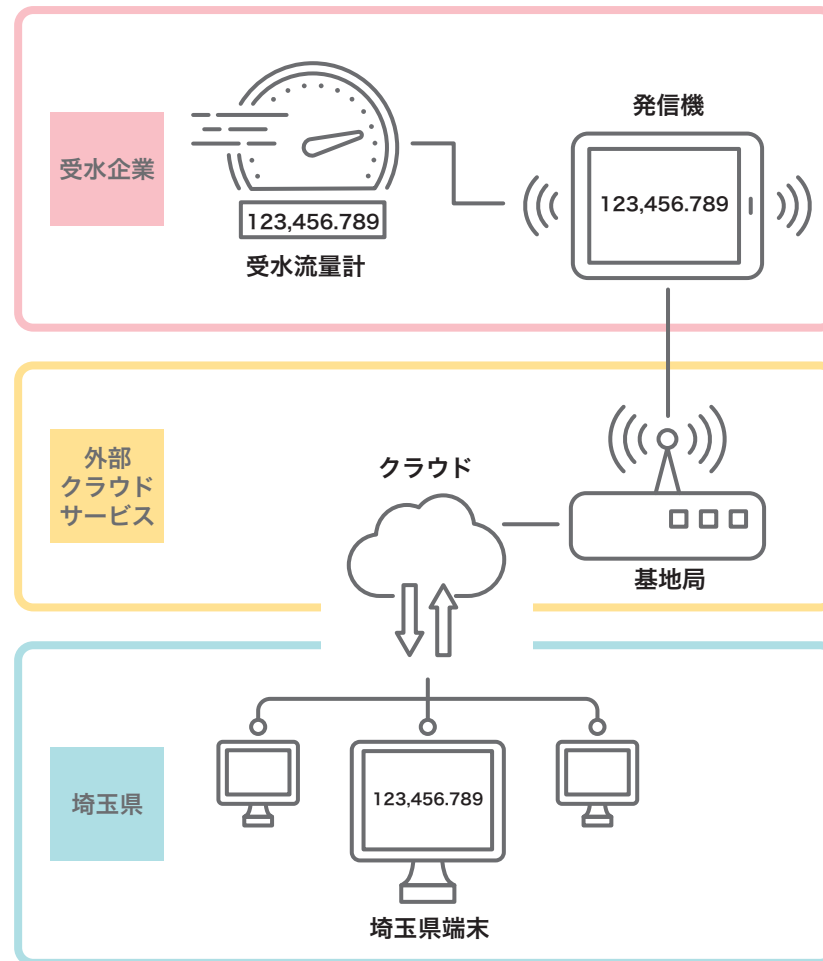 受水企業
123,456.789
受水流量計
発信機
123,456.789
外部
クラウド
サービス
クラウド
基地局
埼玉県
123,456.789
埼玉県端末